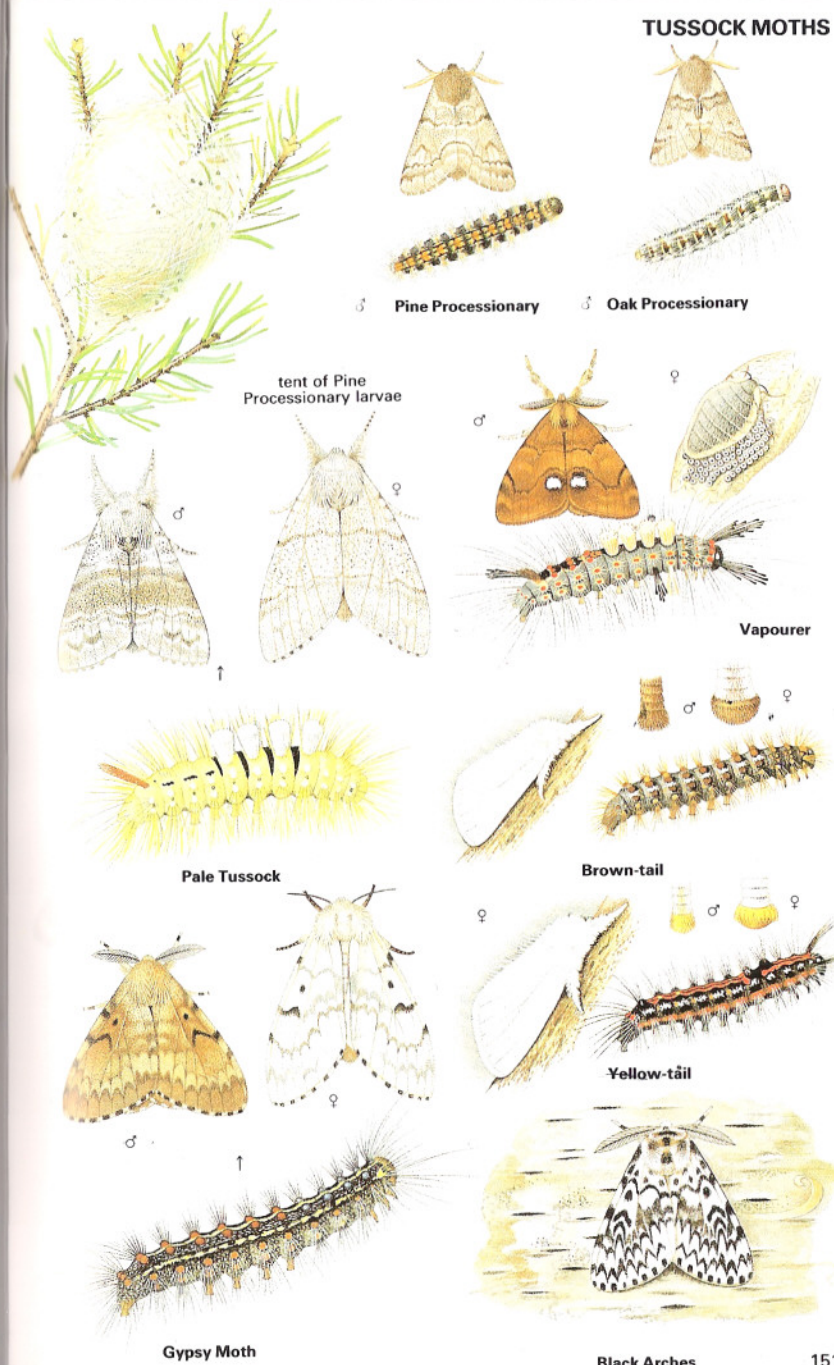 TUSSOCK MOTHS
♂ Pine Processionary
♂ Oak Processionary
tent of Pine
Processionary larvae
♂
♀
♂
♀
Vapourer
↑
♂
♀
Pale Tussock
Brown-tail
♀
♂
♀
Yellow-tail
♂
♀
↑
Gypsy Moth
Black Arches
151